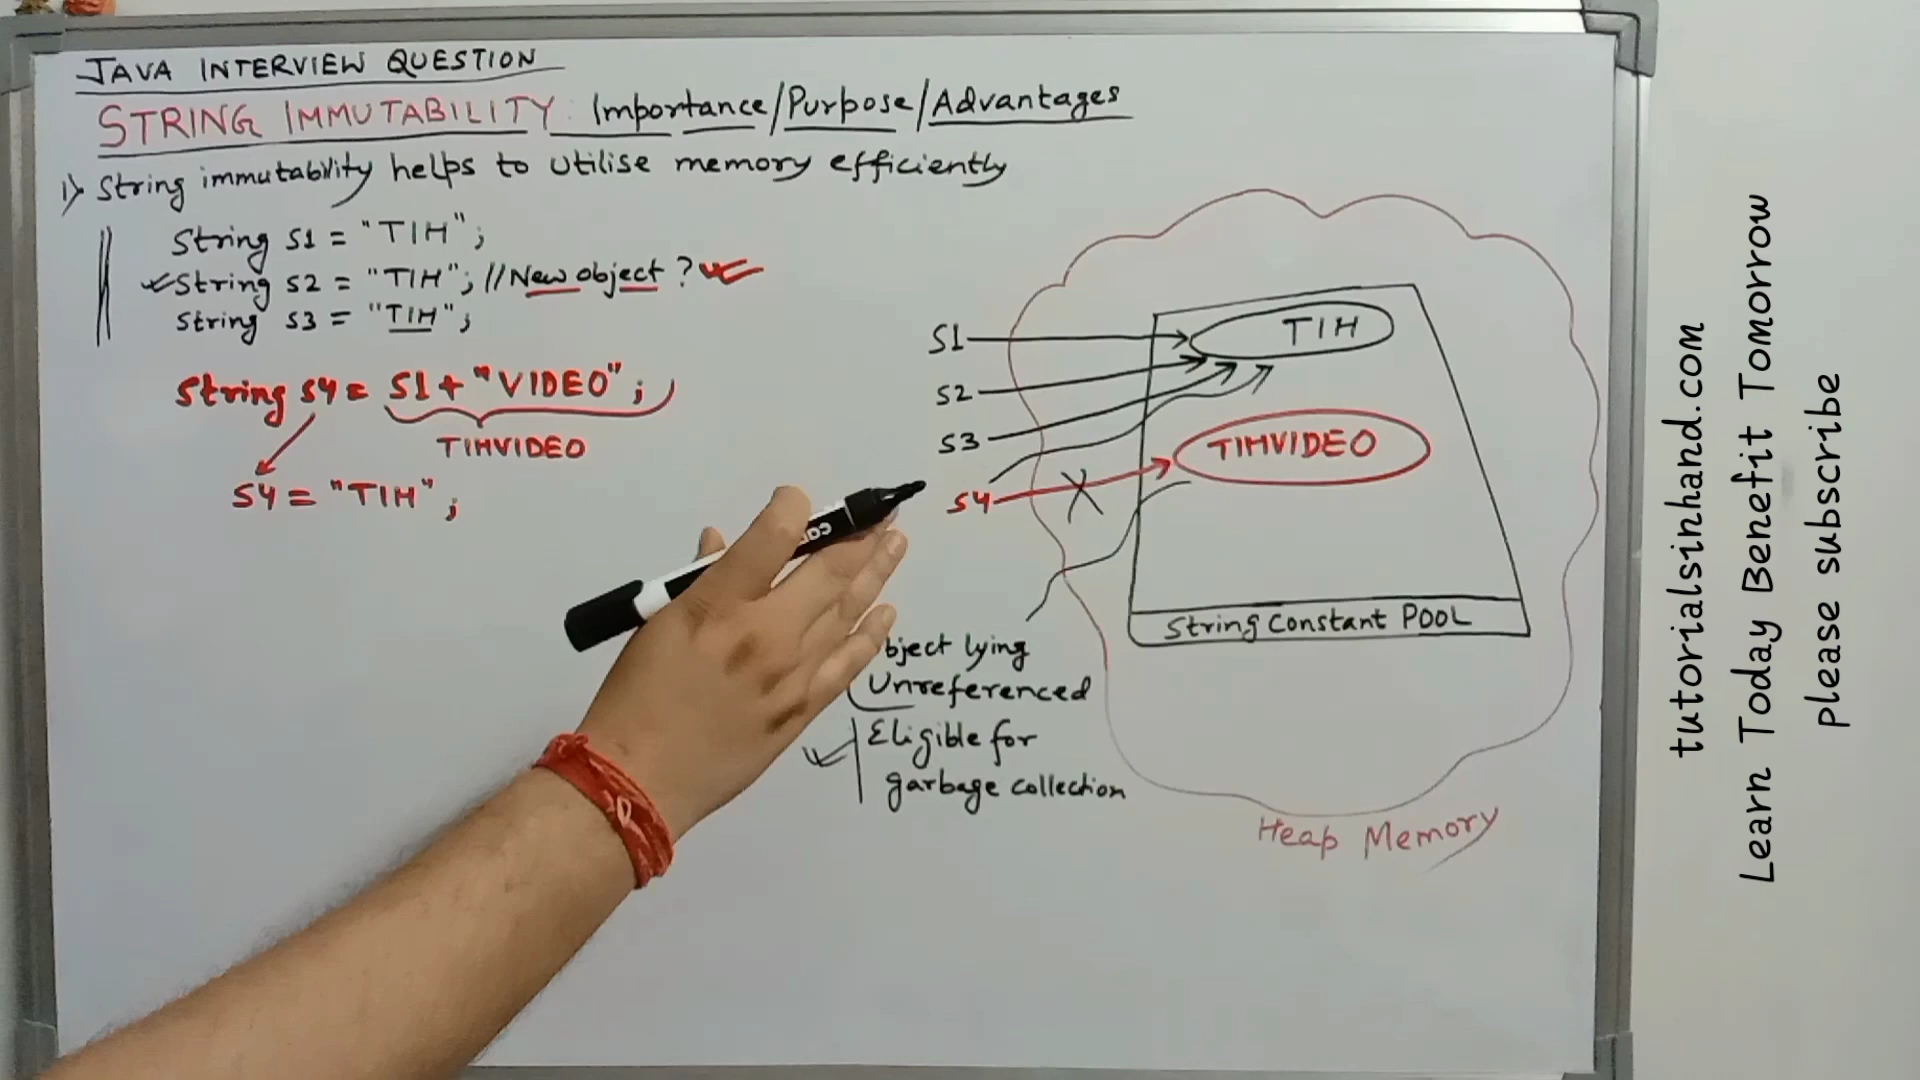 JAVA INTERVIEW QUESTION
STRING IMMUTABILITY: Importance/Purpose/Advantages
1) String immutability helps to utilise memory efficiently
String S1 = "TIH";
String S2 = "TIH"; //New object ?
String S3 = "TIH";
String S4 = S1+"VIDEO";
TIHVIDEO
S4 = "TIH";
S1
S2
S3
S4
TIH
TIHVIDEO
X
String Constant POOL
bject lying
Unreferenced
Eligible for
garbage collection
Heap Memory
tutorialsinhand.com
Learn Today Benefit Tomorrow
please subscribe